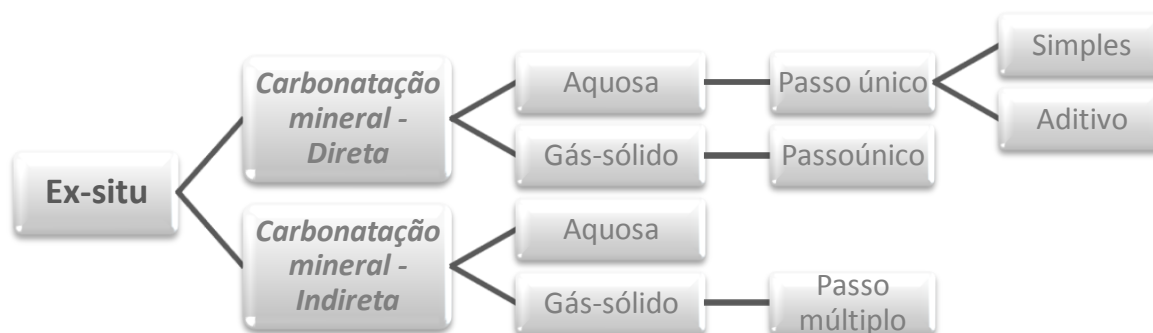 Ex-situ
Carbonatação
mineral -
Direta
Aquosa
Passo único
Simples
Aditivo
Gás-sólido
Passoúnico
Carbonatação
mineral -
Indireta
Aquosa
Gás-sólido
Passo
múltiplo